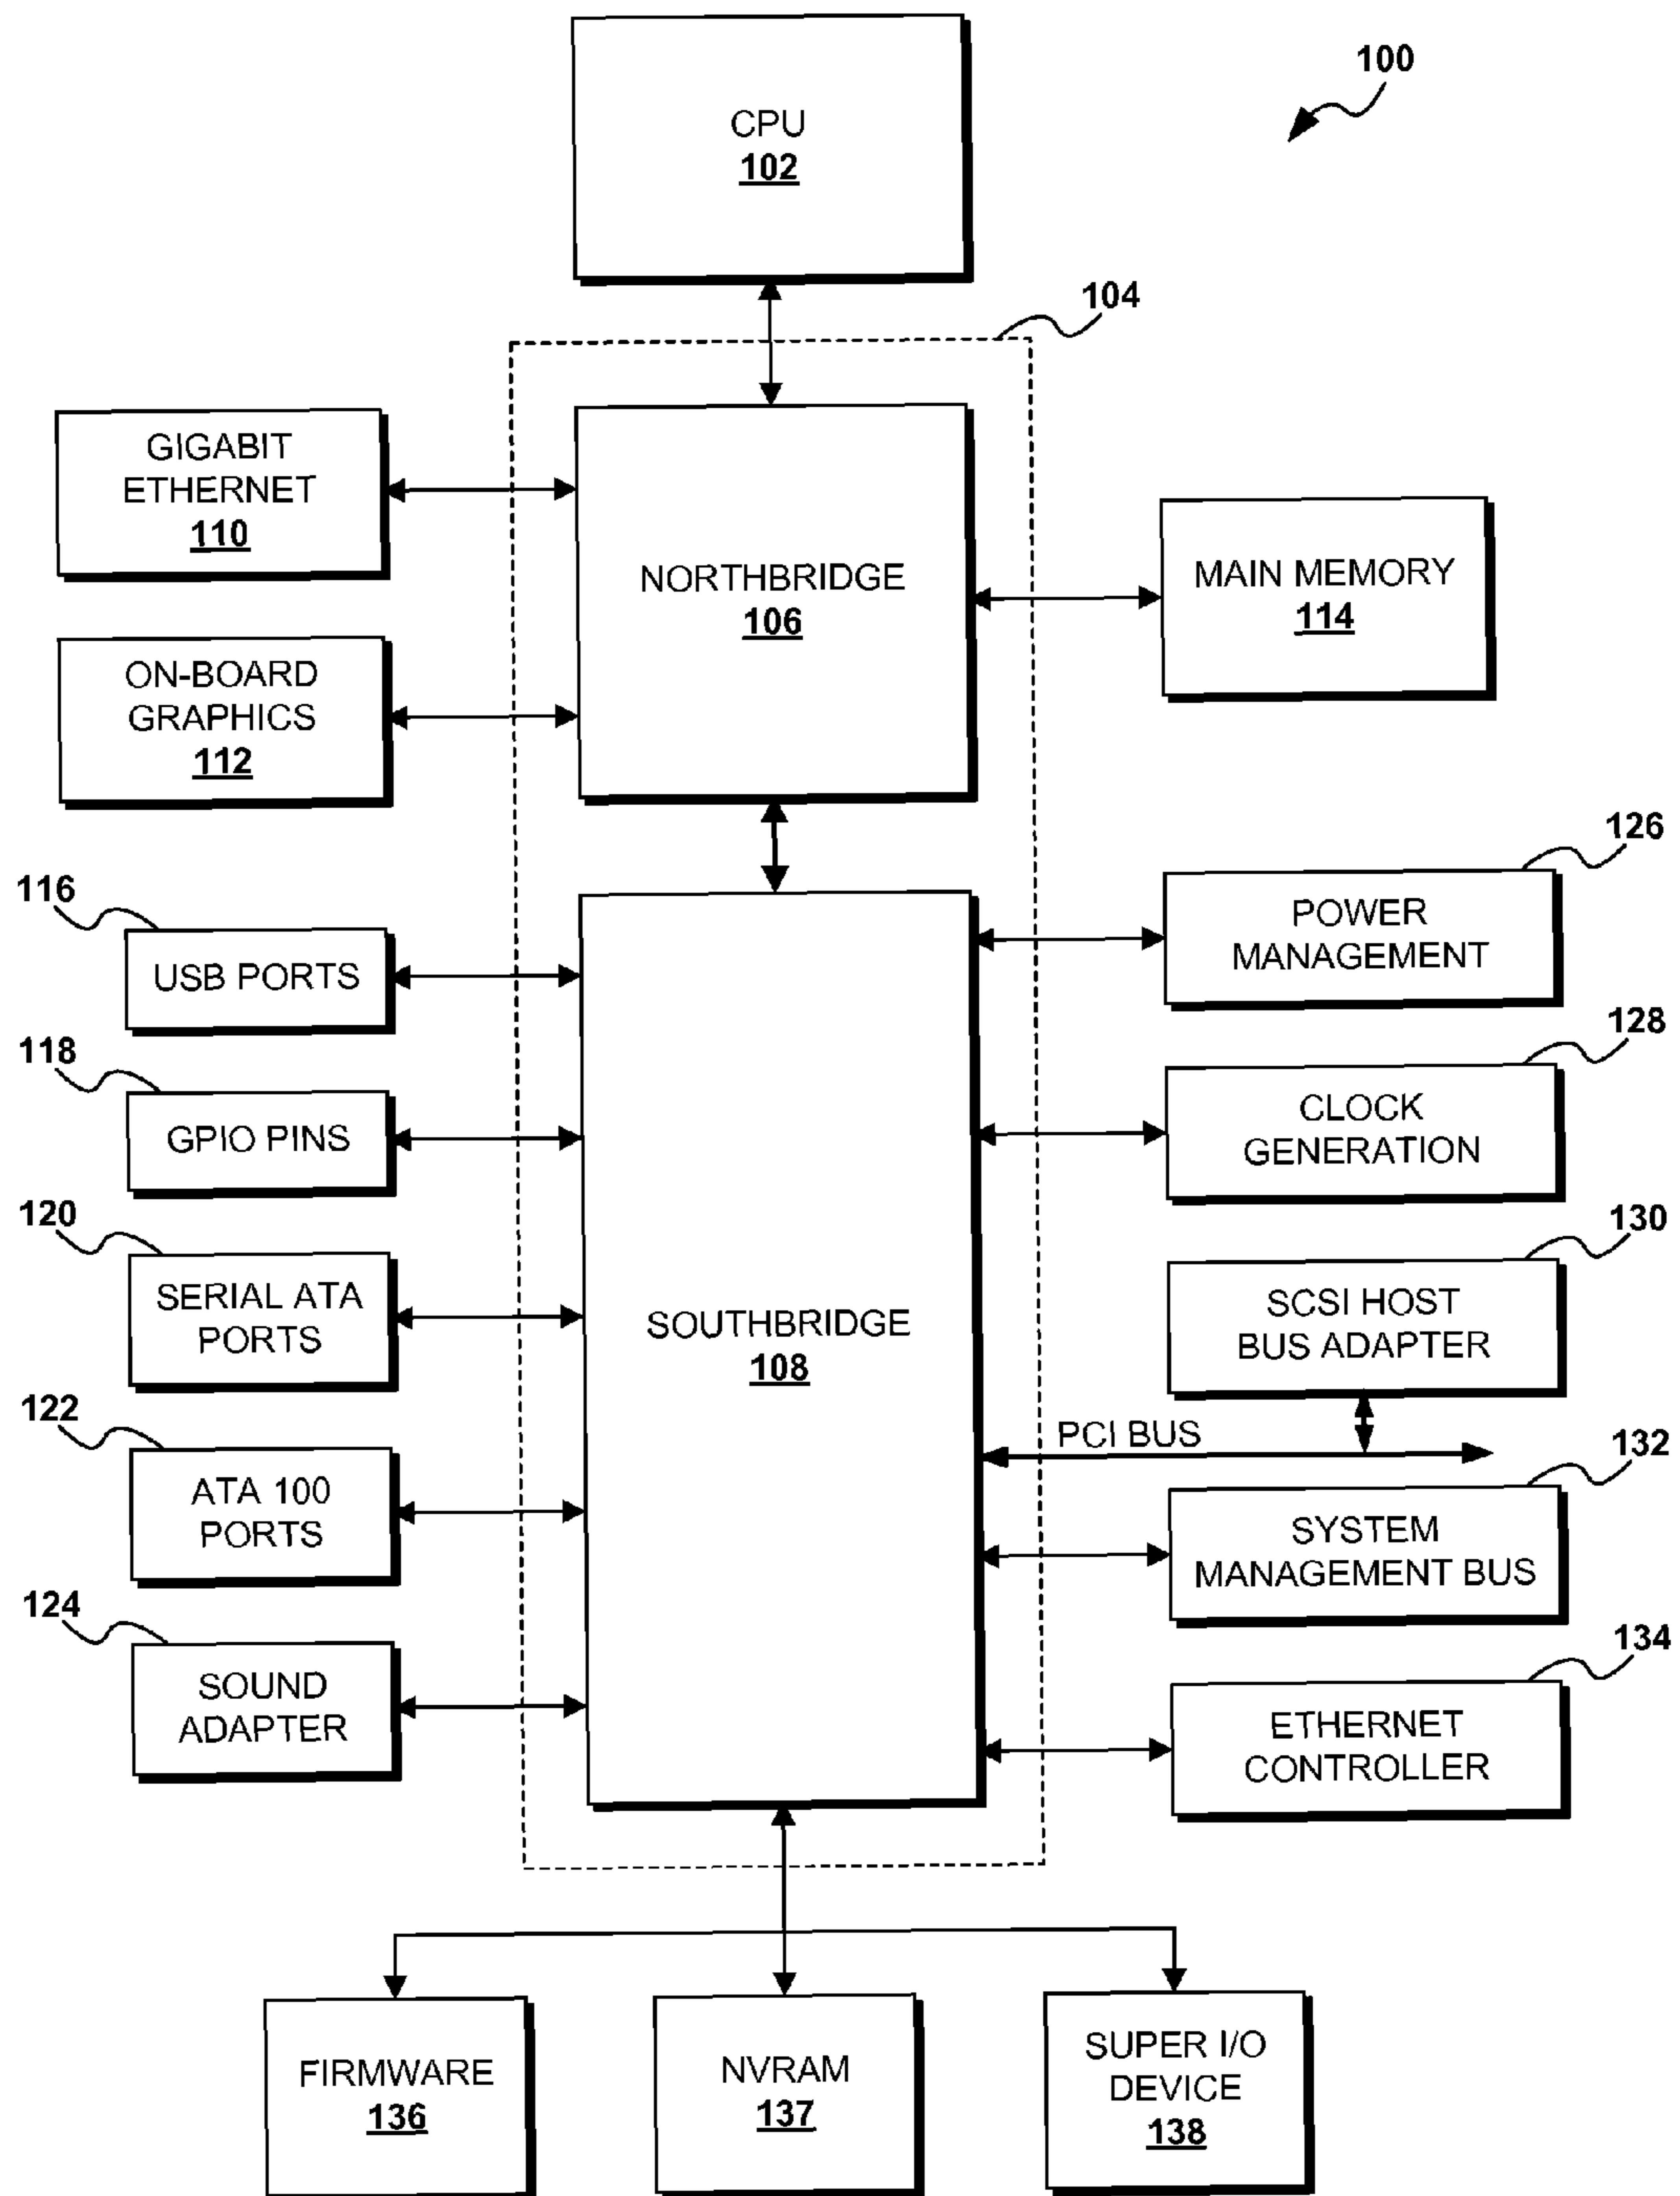 CPU
102
100
104
GIGABIT
ETHERNET
110
NORTHBRIDGE
106
MAIN MEMORY
114
ON-BOARD
GRAPHICS
112
116
USB PORTS
118
GPIO PINS
120
SERIAL ATA
PORTS
122
ATA 100
PORTS
124
SOUND
ADAPTER
SOUTHBRIDGE
108
126
POWER
MANAGEMENT
128
CLOCK
GENERATION
130
SCSI HOST
BUS ADAPTER
PCI BUS
132
SYSTEM
MANAGEMENT BUS
134
ETHERNET
CONTROLLER
FIRMWARE
136
NVRAM
137
SUPER I/O
DEVICE
138